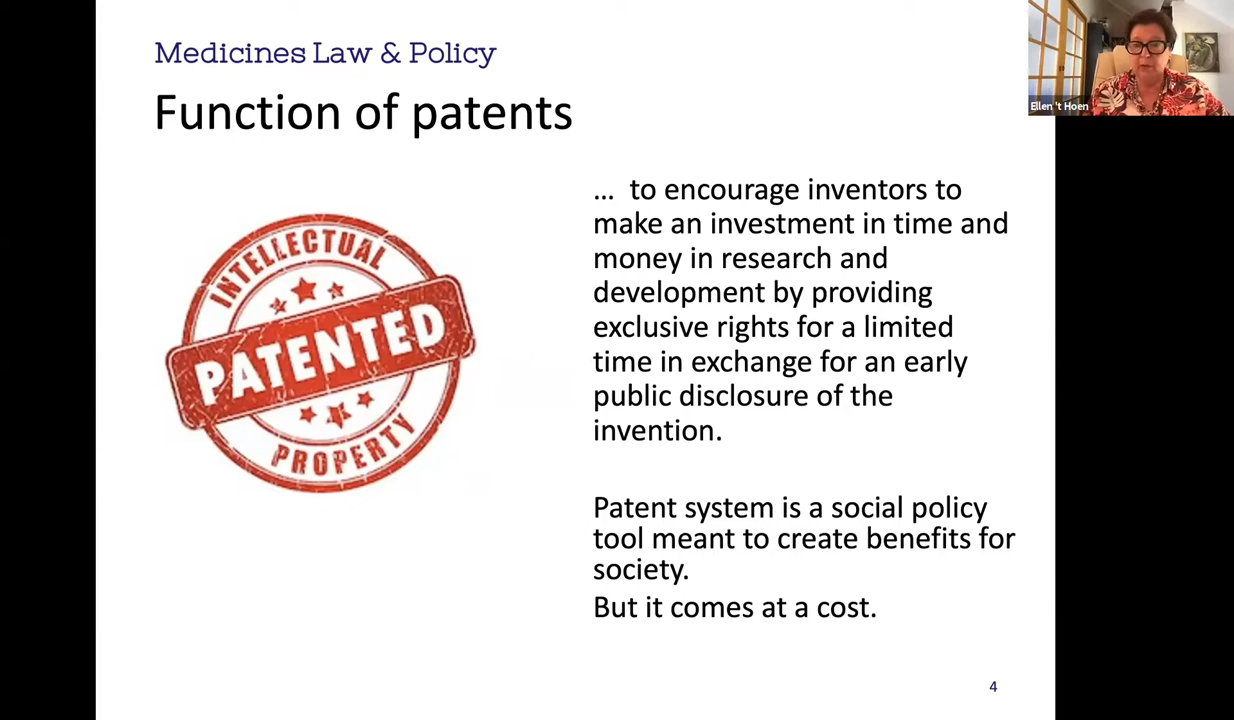 Medicines Law & Policy
Function of patents
Ellen 't Hoen
INTELLECTUAL
PATENTED
PROPERTY
... to encourage inventors to
make an investment in time and
money in research and
development by providing
exclusive rights for a limited
time in exchange for an early
public disclosure of the
invention.
Patent system is a social policy
tool meant to create benefits for
society.
But it comes at a cost.
4